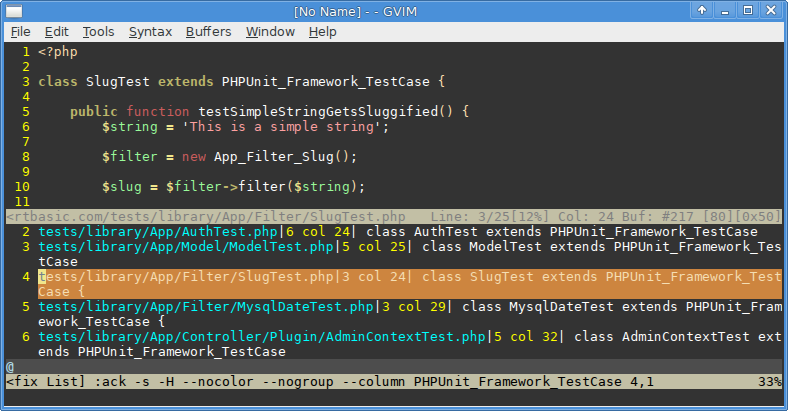 [No Name] - - GVIM
File Edit Tools Syntax Buffers Window Help
1 <?php
2
3 class SlugTest extends PHPUnit_Framework_TestCase {
4
5     public function testSimpleStringGetsSluggified() {
6         $string = 'This is a simple string';
7
8         $filter = new App_Filter_Slug();
9
10         $slug = $filter->filter($string);
11
<rtbasic.com/tests/library/App/Filter/SlugTest.php   Line: 3/25[12%] Col: 24 Buf: #217 [80][0x50]
2 tests/library/App/AuthTest.php|6 col 24| class AuthTest extends PHPUnit_Framework_TestCase
3 tests/library/App/Model/ModelTest.php|5 col 25| class ModelTest extends PHPUnit_Framework_Tes
tCase
4 tests/library/App/Filter/SlugTest.php|3 col 24| class SlugTest extends PHPUnit_Framework_Test
Case {
5 tests/library/App/Filter/MysqlDateTest.php|3 col 29| class MysqlDateTest extends PHPUnit_Fram
ework_TestCase {
6 tests/library/App/Controller/Plugin/AdminContextTest.php|5 col 32| class AdminContextTest ext
ends PHPUnit_Framework_TestCase
@
<fix List] :ack -s -H --nocolor --nogroup --column PHPUnit_Framework_TestCase 4,1             33%